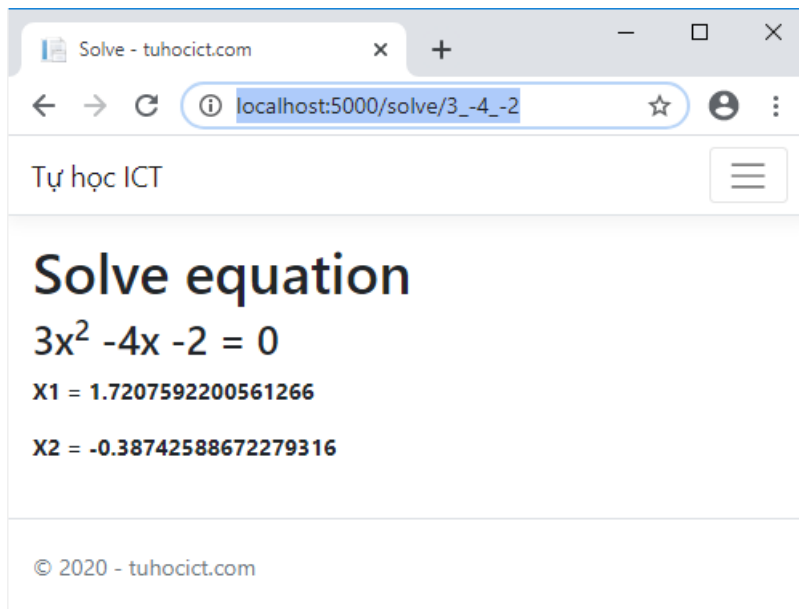 Solve - tuhocict.com
localhost:5000/solve/3_-4_-2
Tự học ICT
Solve equation
3x² -4x -2 = 0
X1 = 1.7207592200561266
X2 = -0.38742588672279316
© 2020 - tuhocict.com